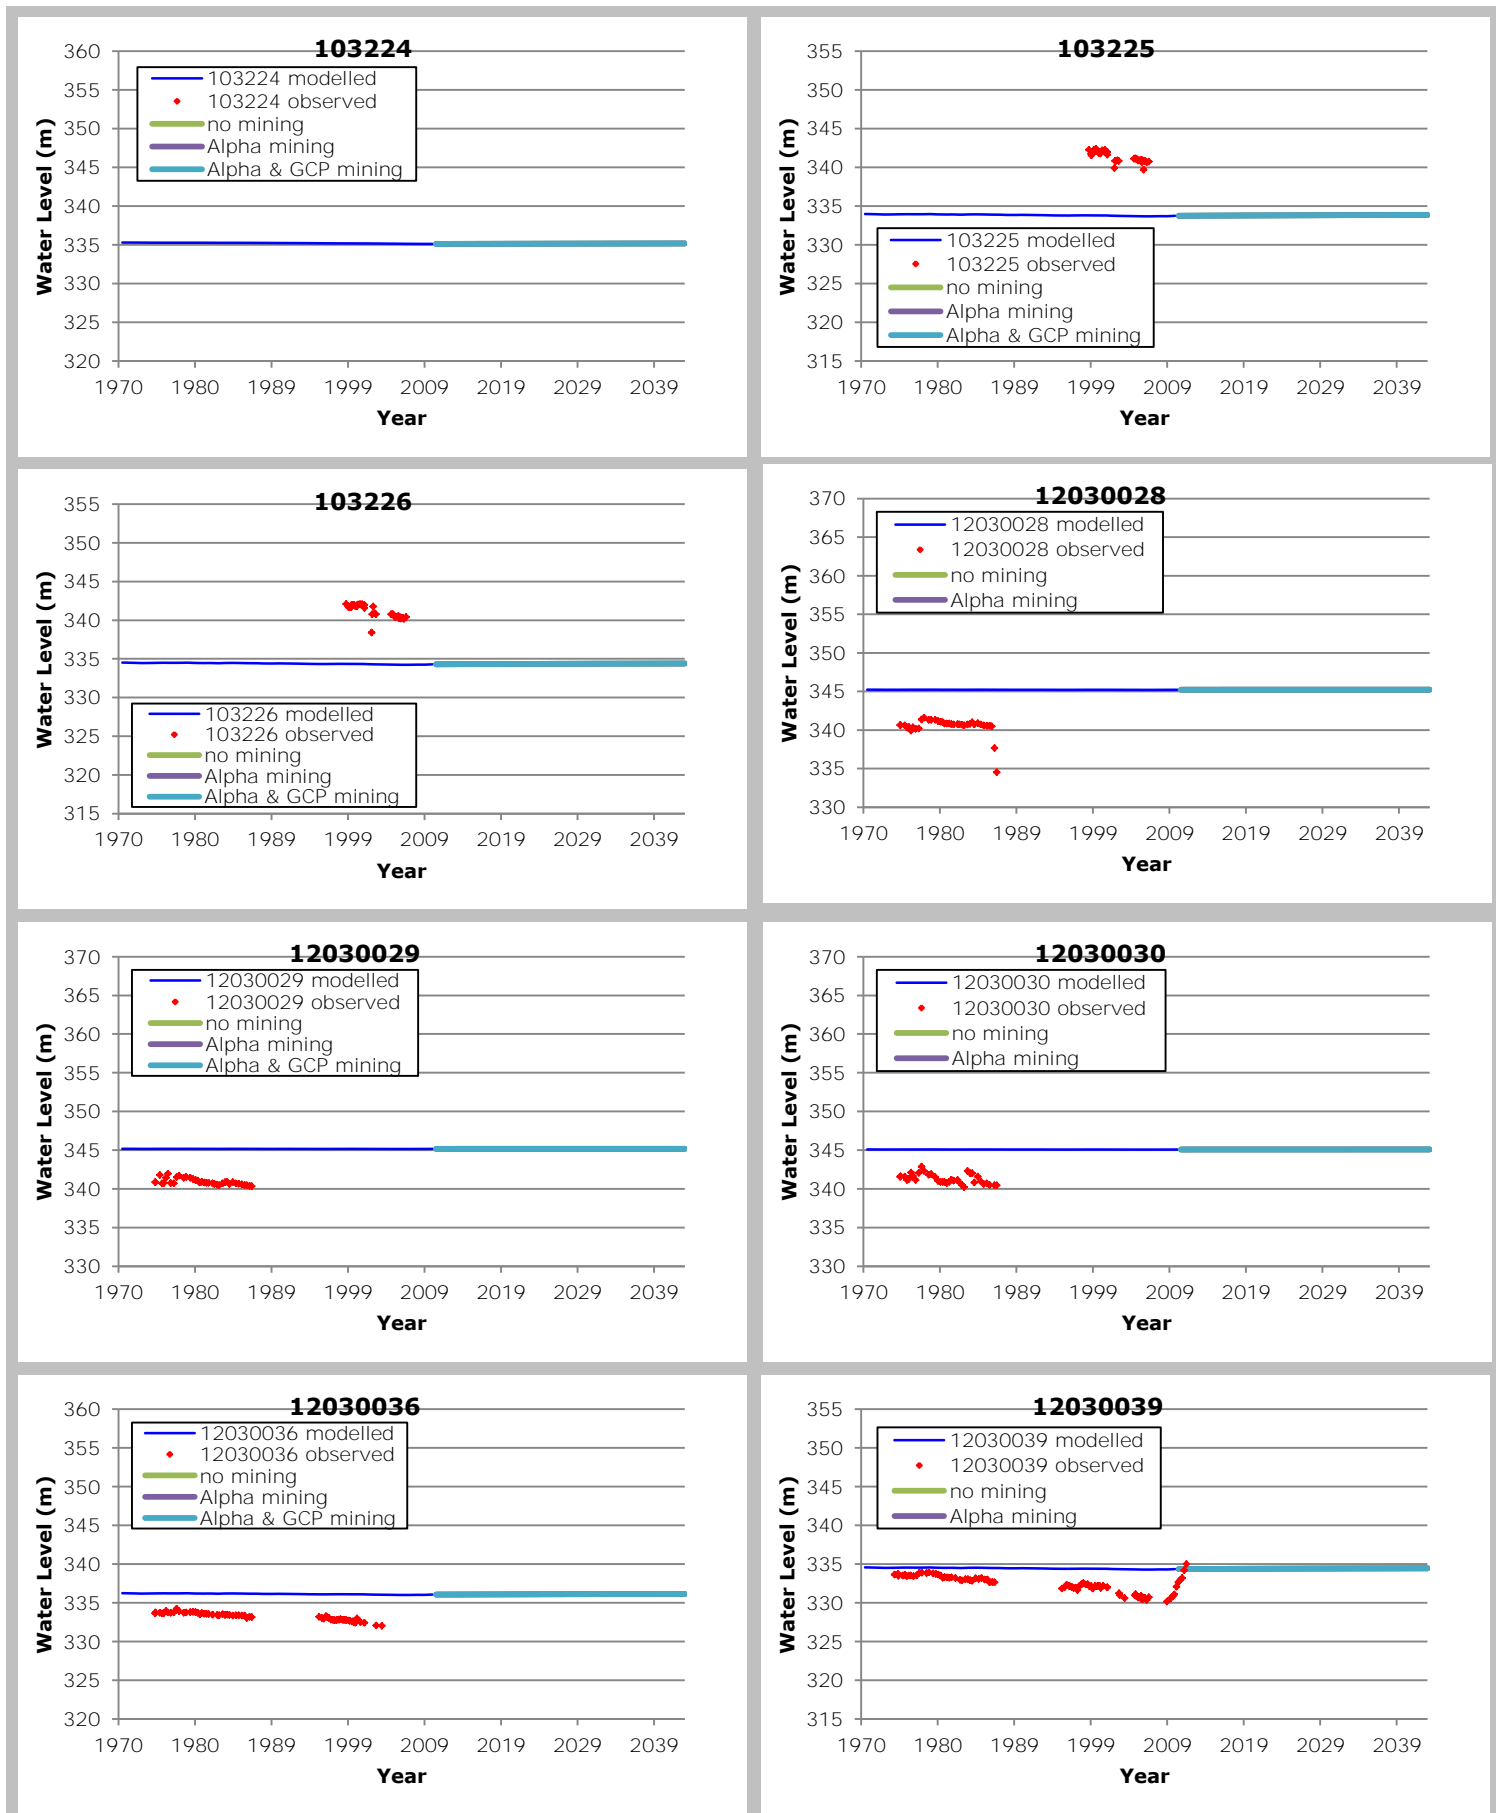 103224
360
355
350
345
340
335
330
325
320
Water Level (m)
103224 modelled
103224 observed
no mining
Alpha mining
Alpha & GCP mining
1970 1980 1989 1999 2009 2019 2029 2039
Year
103225
355
350
345
340
335
330
325
320
315
Water Level (m)
103225 modelled
103225 observed
no mining
Alpha mining
Alpha & GCP mining
1970 1980 1989 1999 2009 2019 2029 2039
Year
103226
355
350
345
340
335
330
325
320
315
Water Level (m)
103226 modelled
103226 observed
no mining
Alpha mining
Alpha & GCP mining
1970 1980 1989 1999 2009 2019 2029 2039
Year
12030028
370
365
360
355
350
345
340
335
330
Water Level (m)
12030028 modelled
12030028 observed
no mining
Alpha mining
1970 1980 1989 1999 2009 2019 2029 2039
Year
12030029
370
365
360
355
350
345
340
335
330
Water Level (m)
12030029 modelled
12030029 observed
no mining
Alpha mining
Alpha & GCP mining
1970 1980 1989 1999 2009 2019 2029 2039
Year
12030030
370
365
360
355
350
345
340
335
330
Water Level (m)
12030030 modelled
12030030 observed
no mining
Alpha mining
1970 1980 1989 1999 2009 2019 2029 2039
Year
12030036
360
355
350
345
340
335
330
325
320
Water Level (m)
12030036 modelled
12030036 observed
no mining
Alpha mining
Alpha & GCP mining
1970 1980 1989 1999 2009 2019 2029 2039
Year
12030039
355
350
345
340
335
330
325
320
315
Water Level (m)
12030039 modelled
12030039 observed
no mining
Alpha mining
1970 1980 1989 1999 2009 2019 2029 2039
Year